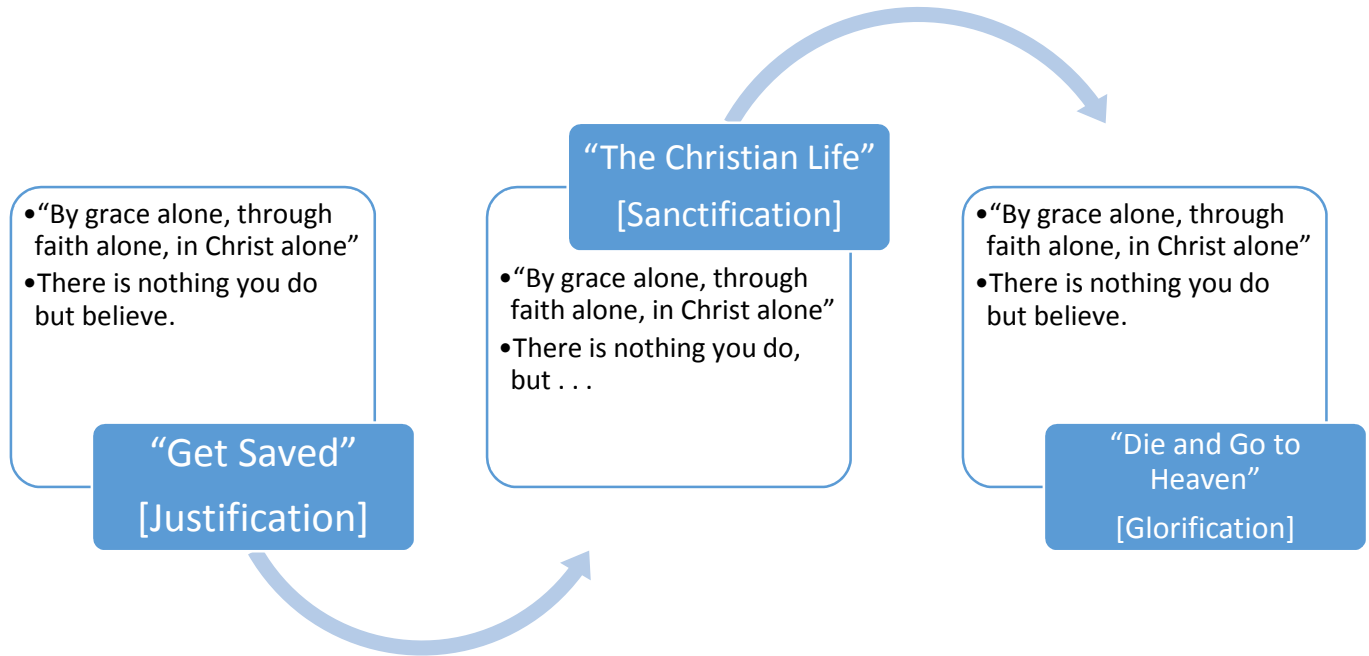 •“By grace alone, through
faith alone, in Christ alone”
•There is nothing you do
but believe.
“Get Saved”
[Justification]
“The Christian Life”
[Sanctification]
•“By grace alone, through
faith alone, in Christ alone”
•There is nothing you do,
but . . .
•“By grace alone, through
faith alone, in Christ alone”
•There is nothing you do
but believe.
“Die and Go to
Heaven”
[Glorification]